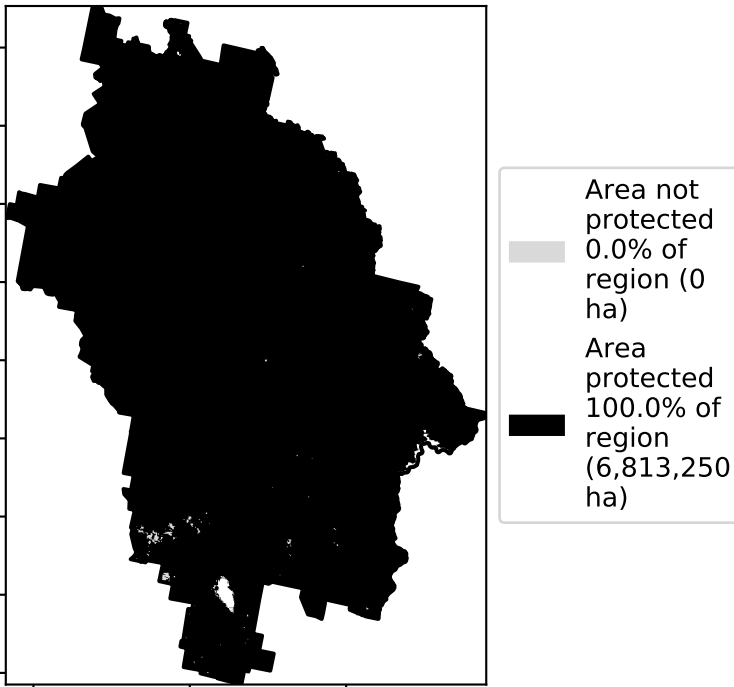 Area not
protected
0.0% of
region (0
ha)
Area
protected
100.0% of
region
(6,813,250
ha)